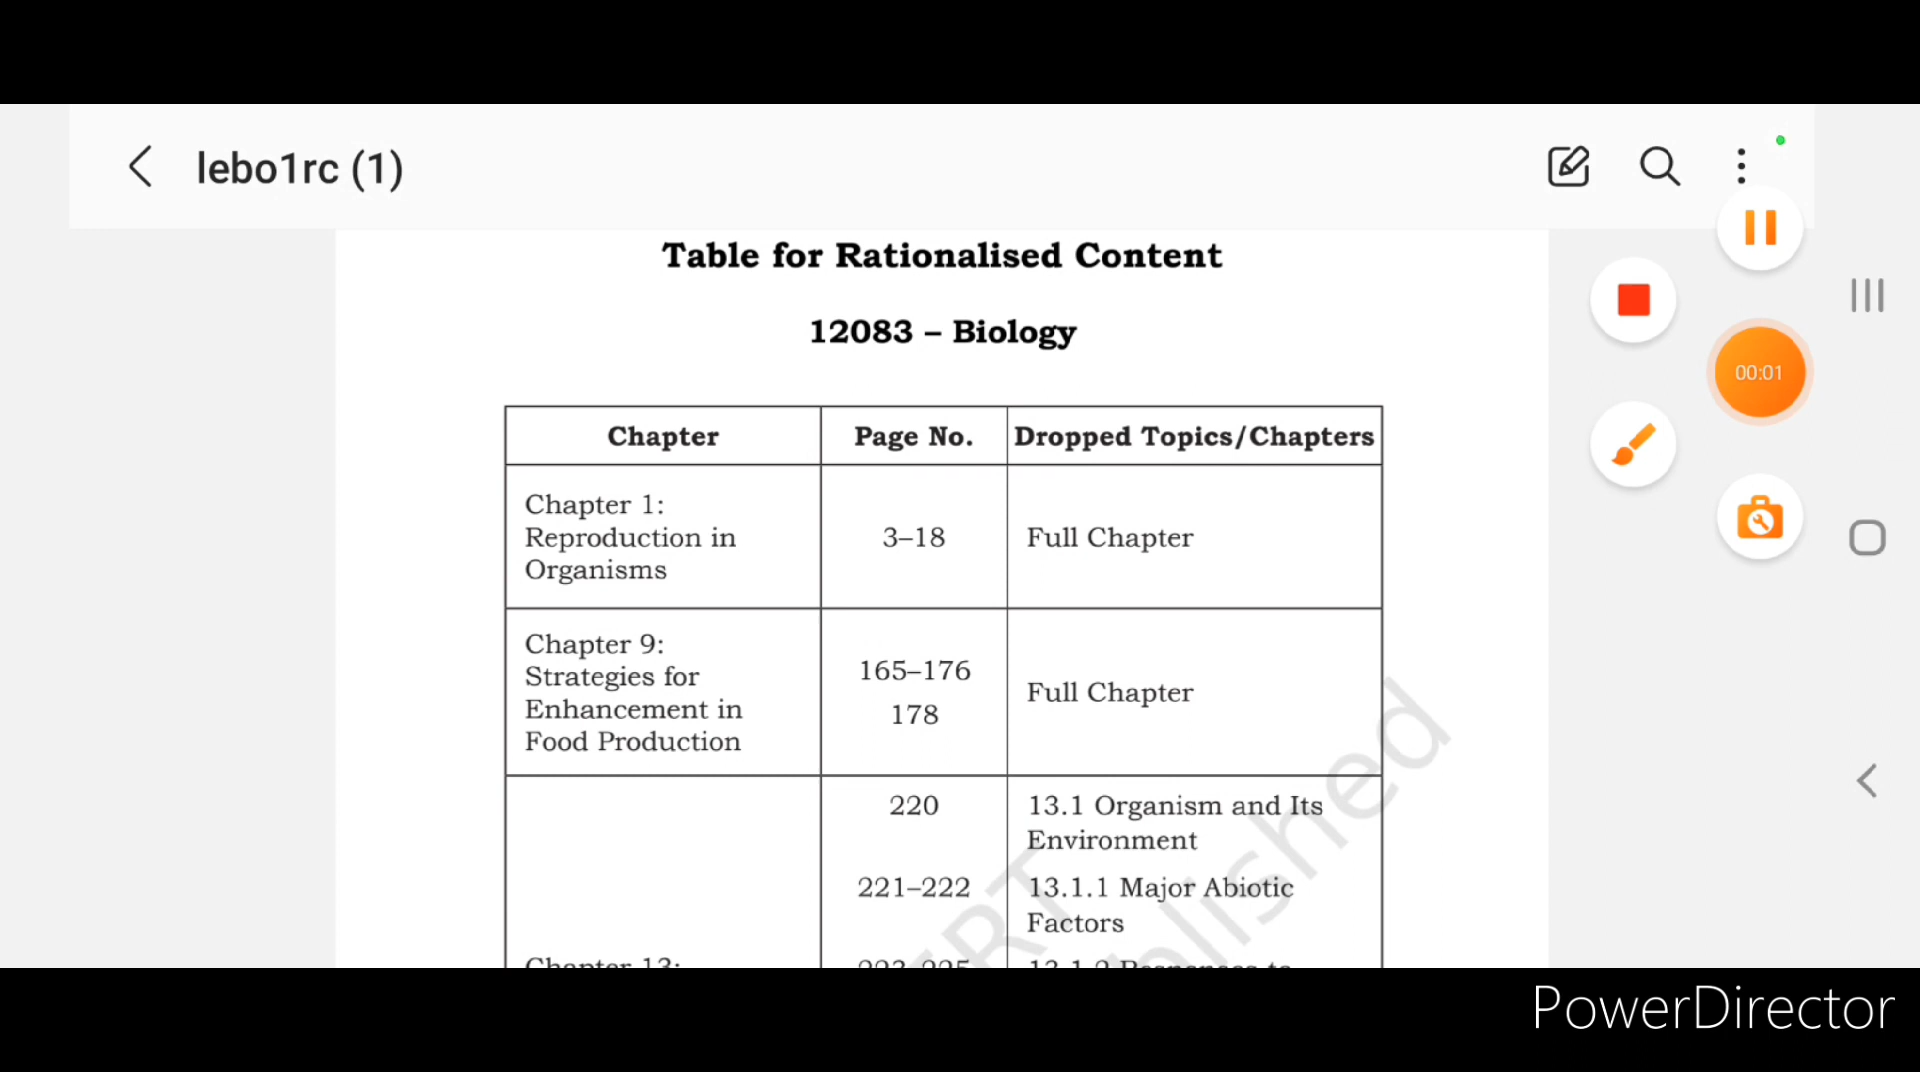 lebo1rc (1)
Table for Rationalised Content
12083 – Biology
Chapter Page No. Dropped Topics/Chapters
Chapter 1:
Reproduction in
Organisms
3–18
Full Chapter
Chapter 9:
Strategies for
Enhancement in
Food Production
165–176
178
Full Chapter
220
13.1 Organism and Its
Environment
221–222
13.1.1 Major Abiotic
Factors
Chapter 13:
00:01
PowerDirector